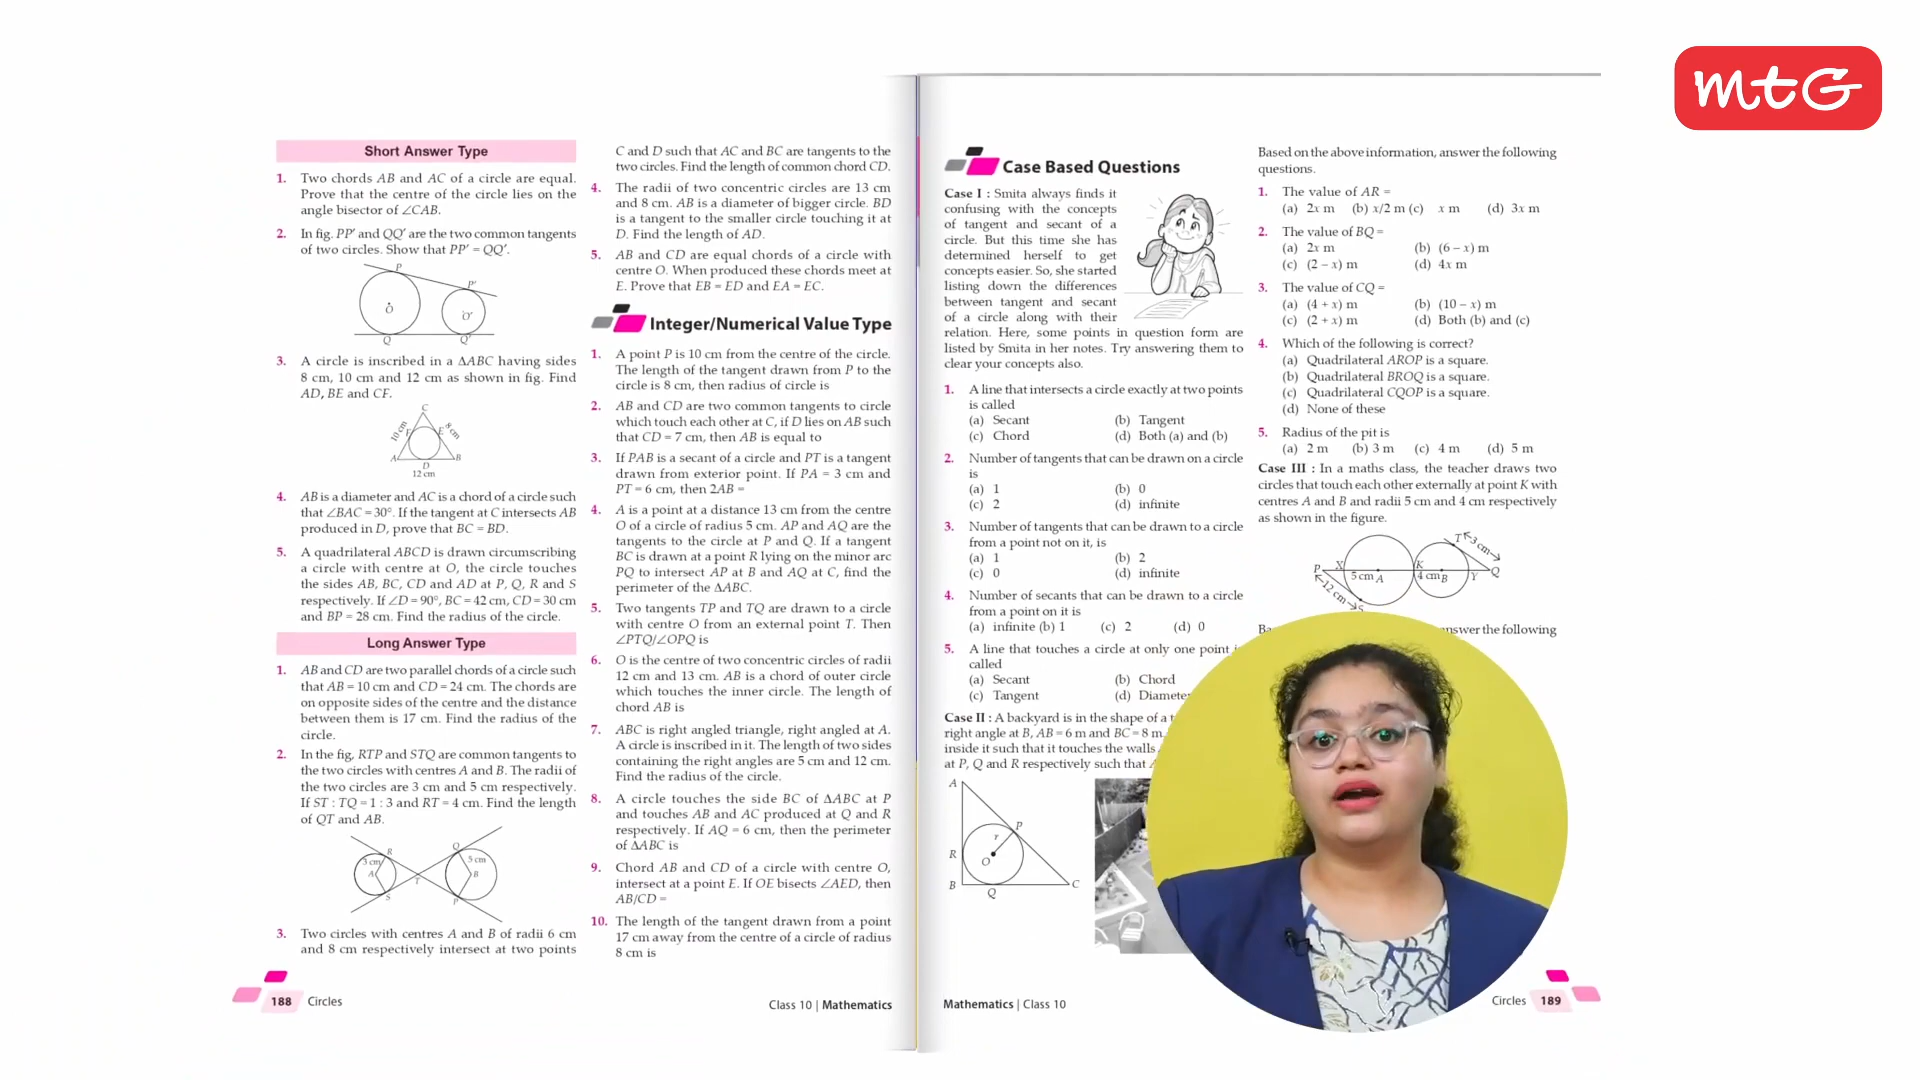 mtG
Short Answer Type
1. Two chords AB and AC of a circle are equal.
Prove that the centre of the circle lies on the
angle bisector of ∠CAB.
2. In fig. PP′ and QQ′ are the two common tangents
of two circles. Show that PP′ = QQ′.
P
P′
O
O′
Q
Q′
3. A circle is inscribed in a ΔABC having sides
8 cm, 10 cm and 12 cm as shown in fig. Find
AD, BE and CF.
C
10 cm
F
E
8 cm
A
B
D
12 cm
4. AB is a diameter and AC is a chord of a circle such
that ∠BAC = 30°. If the tangent at C intersects AB
produced in D, prove that BC = BD.
5. A quadrilateral ABCD is drawn circumscribing
a circle with centre at O, the circle touches
the sides AB, BC, CD and AD at P, Q, R and S
respectively. If ∠D = 90°, BC = 42 cm, CD = 30 cm
and BP = 28 cm. Find the radius of the circle.
Long Answer Type
1. AB and CD are two parallel chords of a circle such
that AB = 10 cm and CD = 24 cm. The chords are
on opposite sides of the centre and the distance
between them is 17 cm. Find the radius of the
circle.
2. In the fig, RTP and STQ are common tangents to
the two circles with centres A and B. The radii of
the two circles are 3 cm and 5 cm respectively.
If ST : TQ = 1 : 3 and RT = 4 cm. Find the length
of QT and AB.
R
Q
3 cm
5 cm
A
T
B
S
P
3. Two circles with centres A and B of radii 6 cm
and 8 cm respectively intersect at two points
188 Circles
C and D such that AC and BC are tangents to the
two circles. Find the length of common chord CD.
4. The radii of two concentric circles are 13 cm
and 8 cm. AB is a diameter of bigger circle. BD
is a tangent to the smaller circle touching it at
D. Find the length of AD.
5. AB and CD are equal chords of a circle with
centre O. When produced these chords meet at
E. Prove that EB = ED and EA = EC.
Integer/Numerical Value Type
1. A point P is 10 cm from the centre of the circle.
The length of the tangent drawn from P to the
circle is 8 cm, then radius of circle is
2. AB and CD are two common tangents to circle
which touch each other at C, if D lies on AB such
that CD = 7 cm, then AB is equal to
3. If PAB is a secant of a circle and PT is a tangent
drawn from exterior point. If PA = 3 cm and
PT = 6 cm, then 2AB =
4. A is a point at a distance 13 cm from the centre
O of a circle of radius 5 cm. AP and AQ are the
tangents to the circle at P and Q. If a tangent
BC is drawn at a point R lying on the minor arc
PQ to intersect AP at B and AQ at C, find the
perimeter of the ΔABC.
5. Two tangents TP and TQ are drawn to a circle
with centre O from an external point T. Then
∠PTQ/∠OPQ is
6. O is the centre of two concentric circles of radii
12 cm and 13 cm. AB is a chord of outer circle
which touches the inner circle. The length of
chord AB is
7. ABC is right angled triangle, right angled at A.
A circle is inscribed in it. The length of two sides
containing the right angles are 5 cm and 12 cm.
Find the radius of the circle.
8. A circle touches the side BC of ΔABC at P
and touches AB and AC produced at Q and R
respectively. If AQ = 6 cm, then the perimeter
of ΔABC is
9. Chord AB and CD of a circle with centre O,
intersect at a point E. If OE bisects ∠AED, then
AB/CD =
10. The length of the tangent drawn from a point
17 cm away from the centre of a circle of radius
8 cm is
Class 10 | Mathematics
Case Based Questions
Case I : Smita always finds it
confusing with the concepts
of tangent and secant of a
circle. But this time she has
determined herself to get
concepts easier. So, she started
listing down the differences
between tangent and secant
of a circle along with their
relation. Here, some points in question form are
listed by Smita in her notes. Try answering them to
clear your concepts also.
1. A line that intersects a circle exactly at two points
is called
(a) Secant (b) Tangent
(c) Chord (d) Both (a) and (b)
2. Number of tangents that can be drawn on a circle
is
(a) 1 (b) 0
(c) 2 (d) infinite
3. Number of tangents that can be drawn to a circle
from a point not on it, is
(a) 1 (b) 2
(c) 0 (d) infinite
4. Number of secants that can be drawn to a circle
from a point on it is
(a) infinite (b) 1 (c) 2 (d) 0
5. A line that touches a circle at only one point
called
(a) Secant (b) Chord
(c) Tangent (d) Diameter
Case II : A backyard is in the shape of a
right angle at B, AB = 6 m and BC = 8 m.
inside it such that it touches the walls
at P, Q and R respectively such that
A
P
r
R
O
B
Q
C
Mathematics | Class 10
Based on the above information, answer the following
questions.
1. The value of AR =
(a) 2x m (b) x/2 m (c) x m (d) 3x m
2. The value of BQ =
(a) 2x m (b) (6 – x) m
(c) (2 – x) m (d) 4x m
3. The value of CQ =
(a) (4 + x) m (b) (10 – x) m
(c) (2 + x) m (d) Both (b) and (c)
4. Which of the following is correct?
(a) Quadrilateral AROP is a square.
(b) Quadrilateral BROQ is a square.
(c) Quadrilateral CQOP is a square.
(d) None of these
5. Radius of the pit is
(a) 2 m (b) 3 m (c) 4 m (d) 5 m
Case III : In a maths class, the teacher draws two
circles that touch each other externally at point K with
centres A and B and radii 5 cm and 4 cm respectively
as shown in the figure.
T
3 cm
P
X
K
5 cm A
4 cm B
Y
Q
12 cm
S
answer the following
Circles 189